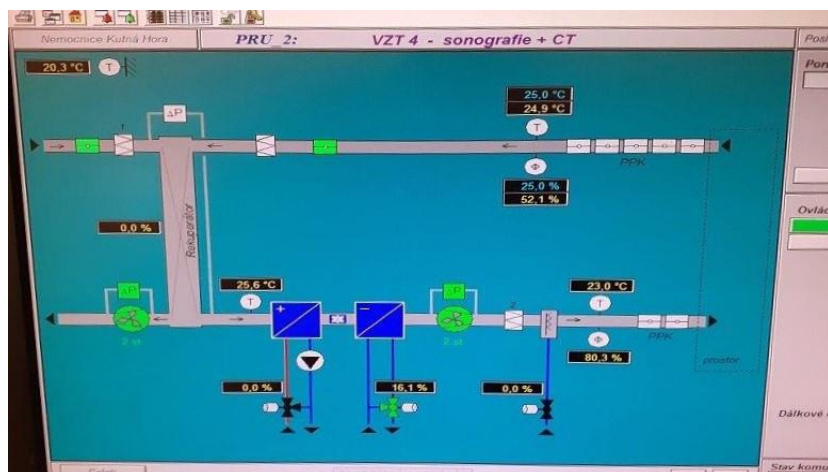 Nemocnice Kutná Hora
PRU_2:
VZT 4 - sonografie + CT
20,3 °C
T
ΔP
1
25,0 °C
24,9 °C
T
Φ
25,0 %
52,1 %
PPK
0,0 %
Rekuperátor
ΔP
2 st
25,6 °C
T
+
-
ΔP
2 st
2
23,0 °C
T
Φ
80,3 %
PPK
prostor
0,0 %
16,1 %
0,0 %
Ovlád
Dálkové
Stav komu